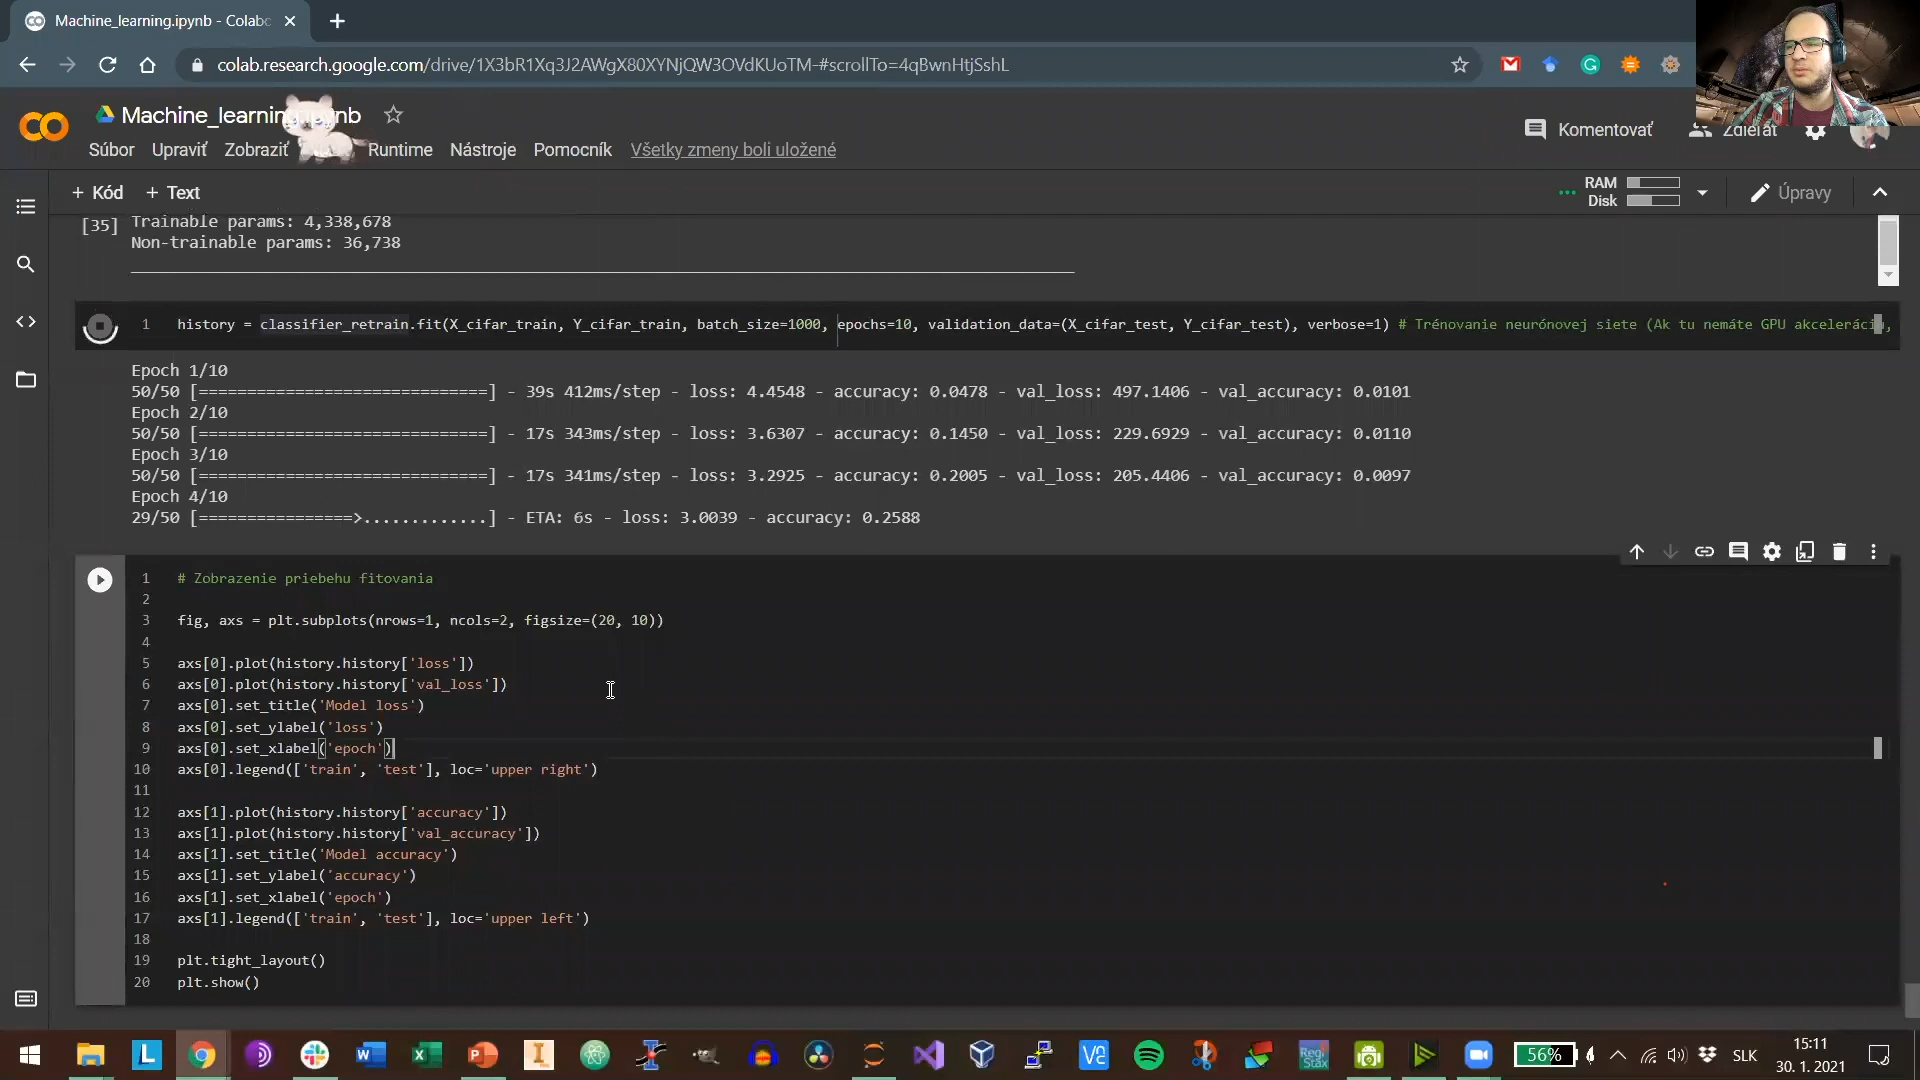 Machine_learning.ipynb - Colabo
colab.research.google.com/drive/1X3bR1Xq3J2AWgX80XYNjQW3OVdKUoTM-#scrollTo=4qBwnHtjSshL
Machine_learning.ipynb
Komentovať
Zdieľať
Súbor Upraviť Zobraziť Runtime Nástroje Pomocník Všetky zmeny boli uložené
+ Kód + Text
RAM
Disk
Úpravy
[35] Trainable params: 4,338,678
Non-trainable params: 36,738
1 history = classifier_retrain.fit(X_cifar_train, Y_cifar_train, batch_size=1000, epochs=10, validation_data=(X_cifar_test, Y_cifar_test), verbose=1) # Trénovanie neurónovej siete (Ak tu nemáte GPU akceleráciu,
Epoch 1/10
50/50 [==============================] - 39s 412ms/step - loss: 4.4548 - accuracy: 0.0478 - val_loss: 497.1406 - val_accuracy: 0.0101
Epoch 2/10
50/50 [==============================] - 17s 343ms/step - loss: 3.6307 - accuracy: 0.1450 - val_loss: 229.6929 - val_accuracy: 0.0110
Epoch 3/10
50/50 [==============================] - 17s 341ms/step - loss: 3.2925 - accuracy: 0.2005 - val_loss: 205.4406 - val_accuracy: 0.0097
Epoch 4/10
29/50 [================>.............] - ETA: 6s - loss: 3.0039 - accuracy: 0.2588
1 # Zobrazenie priebehu fitovania
2
3 fig, axs = plt.subplots(nrows=1, ncols=2, figsize=(20, 10))
4
5 axs[0].plot(history.history['loss'])
6 axs[0].plot(history.history['val_loss'])
7 axs[0].set_title('Model loss')
8 axs[0].set_ylabel('loss')
9 axs[0].set_xlabel('epoch')
10 axs[0].legend(['train', 'test'], loc='upper right')
11
12 axs[1].plot(history.history['accuracy'])
13 axs[1].plot(history.history['val_accuracy'])
14 axs[1].set_title('Model accuracy')
15 axs[1].set_ylabel('accuracy')
16 axs[1].set_xlabel('epoch')
17 axs[1].legend(['train', 'test'], loc='upper left')
18
19 plt.tight_layout()
20 plt.show()
56%
SLK
15:11
30. 1. 2021